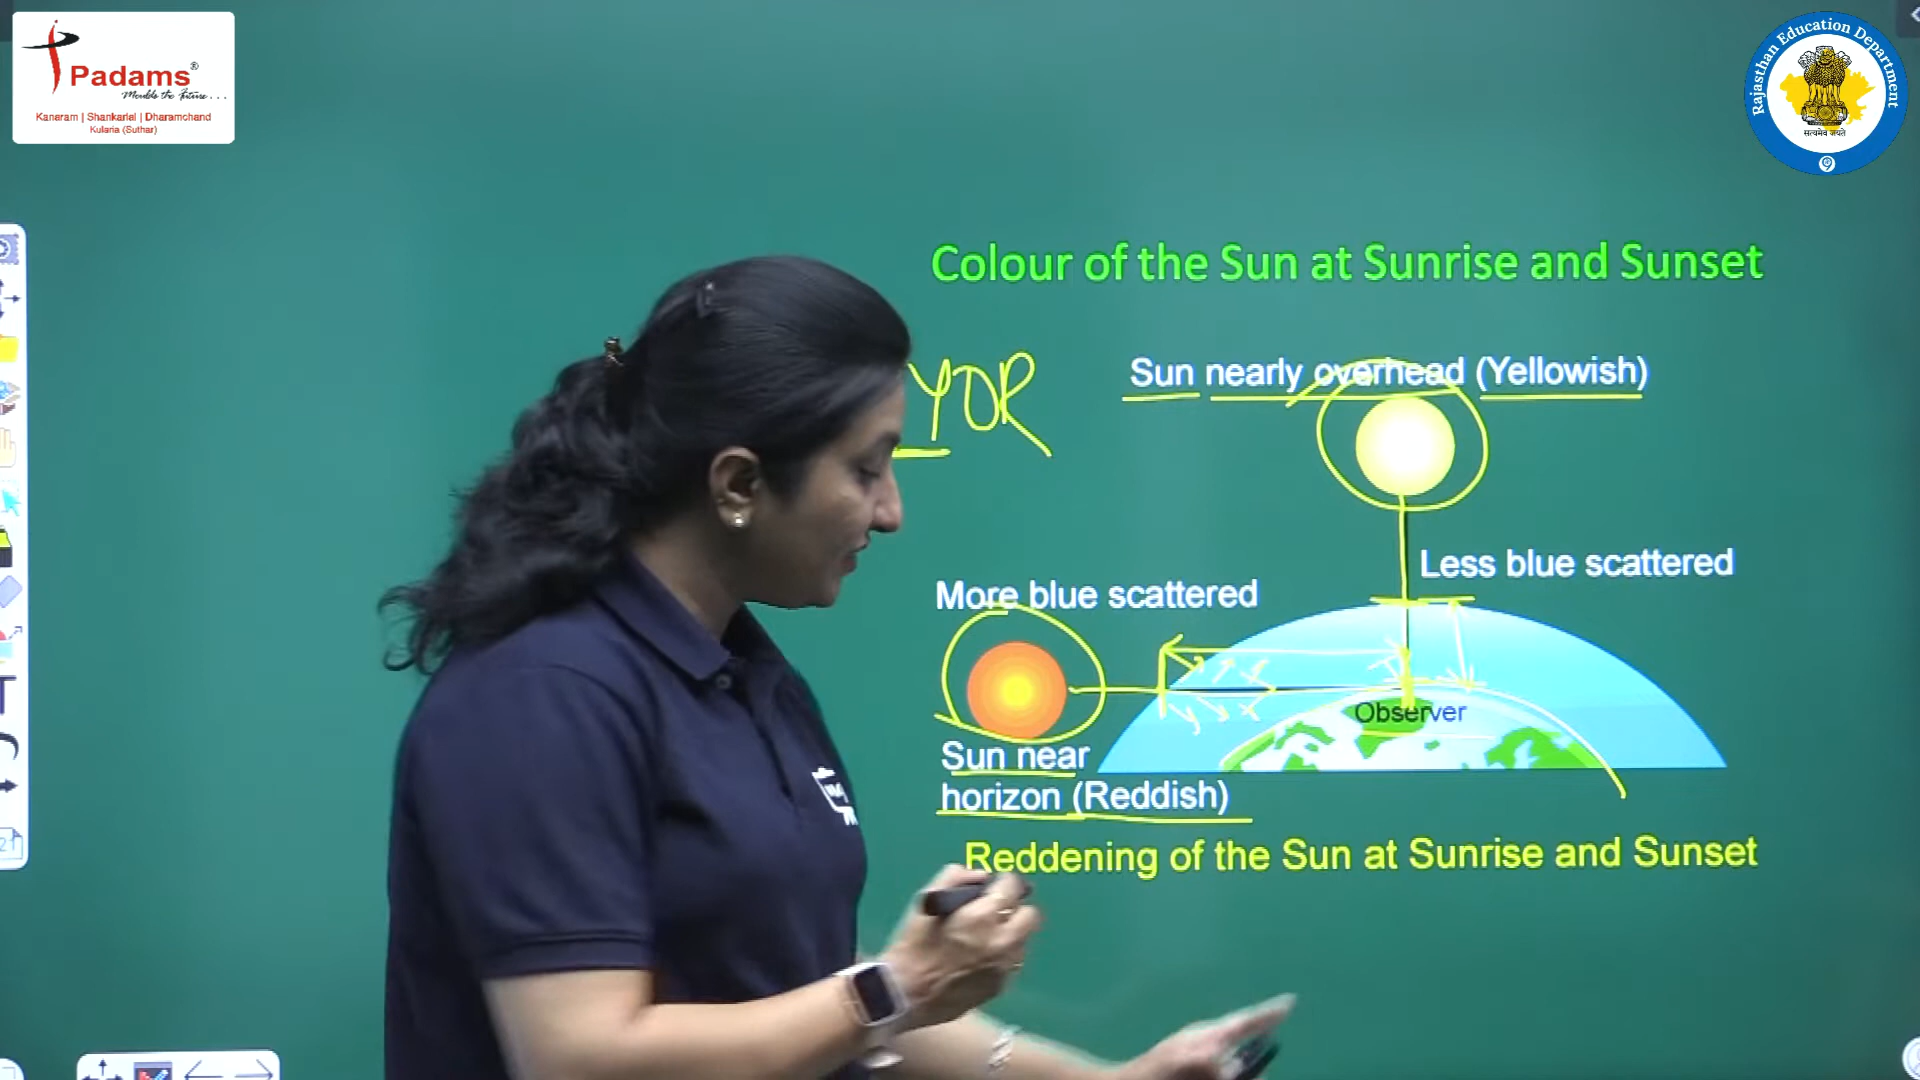 Padams®
Moulds the Future...
Kanaram | Shankarlal | Dharamchand
Kularia (Suthar)
Rajasthan Education Department
सत्यमेव जयते
Colour of the Sun at Sunrise and Sunset
YOR
Sun nearly overhead (Yellowish)
Less blue scattered
More blue scattered
Observer
Sun near
horizon (Reddish)
Reddening of the Sun at Sunrise and Sunset